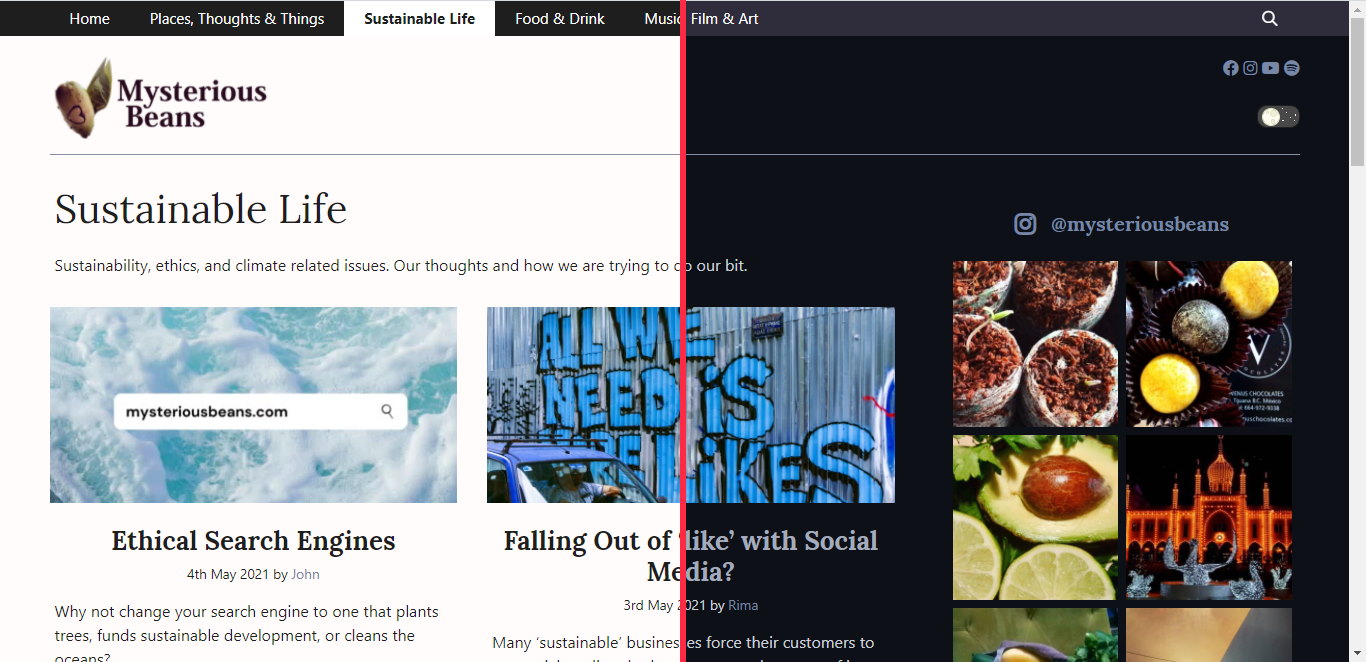 Home Places, Thoughts & Things Sustainable Life Food & Drink Music Film & Art
Mysterious
Beans
Sustainable Life
@mysteriousbeans
Sustainability, ethics, and climate related issues. Our thoughts and how we are trying to do our bit.
mysteriousbeans.com
ALL WE
NEED IS
LIKES
V
VENUS CHOCOLATES
Ethical Search Engines
4th May 2021 by John
Why not change your search engine to one that plants
trees, funds sustainable development, or cleans the
oceans?
Falling Out of ‘like’ with Social
Media?
3rd May 2021 by Rima
Many ‘sustainable’ businesses force their customers to